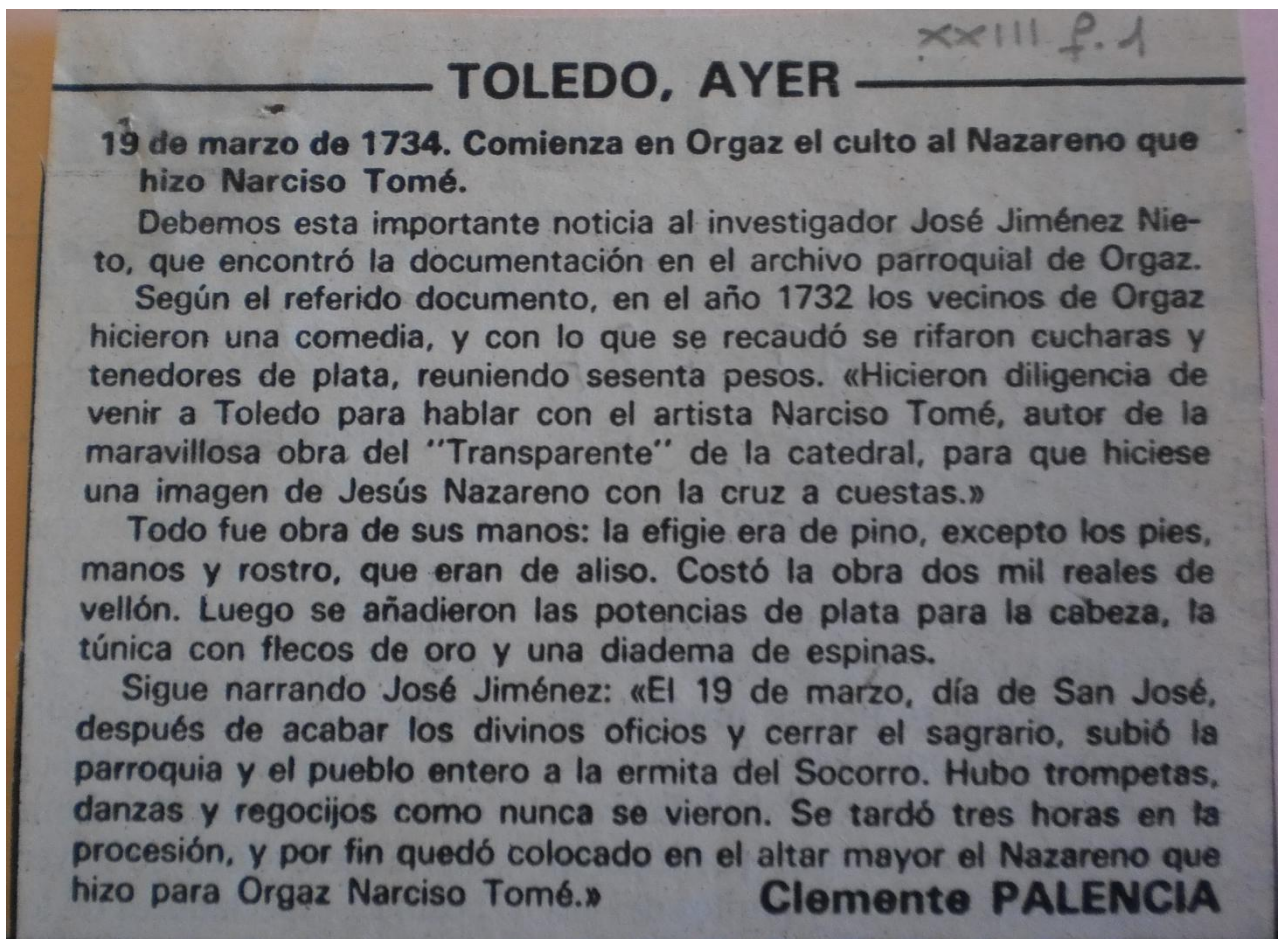 XXIII f.1
TOLEDO, AYER
19 de marzo de 1734. Comienza en Orgaz el culto al Nazareno que
hizo Narciso Tomé.
Debemos esta importante noticia al investigador José Jiménez Nie-
to, que encontró la documentación en el archivo parroquial de Orgaz.
Según el referido documento, en el año 1732 los vecinos de Orgaz
hicieron una comedia, y con lo que se recaudó se rifaron cucharas y
tenedores de plata, reuniendo sesenta pesos. «Hicieron diligencia de
venir a Toledo para hablar con el artista Narciso Tomé, autor de la
maravillosa obra del "Transparente" de la catedral, para que hiciese
una imagen de Jesús Nazareno con la cruz a cuestas.»
Todo fue obra de sus manos: la efigie era de pino, excepto los pies,
manos y rostro, que eran de aliso. Costó la obra dos mil reales de
vellón. Luego se añadieron las potencias de plata para la cabeza, la
túnica con flecos de oro y una diadema de espinas.
Sigue narrando José Jiménez: «El 19 de marzo, día de San José,
después de acabar los divinos oficios y cerrar el sagrario, subió la
parroquia y el pueblo entero a la ermita del Socorro. Hubo trompetas,
danzas y regocijos como nunca se vieron. Se tardó tres horas en la
procesión, y por fin quedó colocado en el altar mayor el Nazareno que
hizo para Orgaz Narciso Tomé.» Clemente PALENCIA